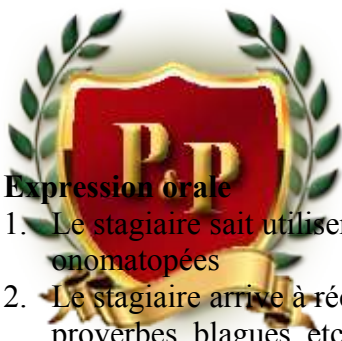 P&P
Expression orale
1. Le stagiaire sait utiliser
onomatopées
2. Le stagiaire arrive à
proverbes, blagues, etc